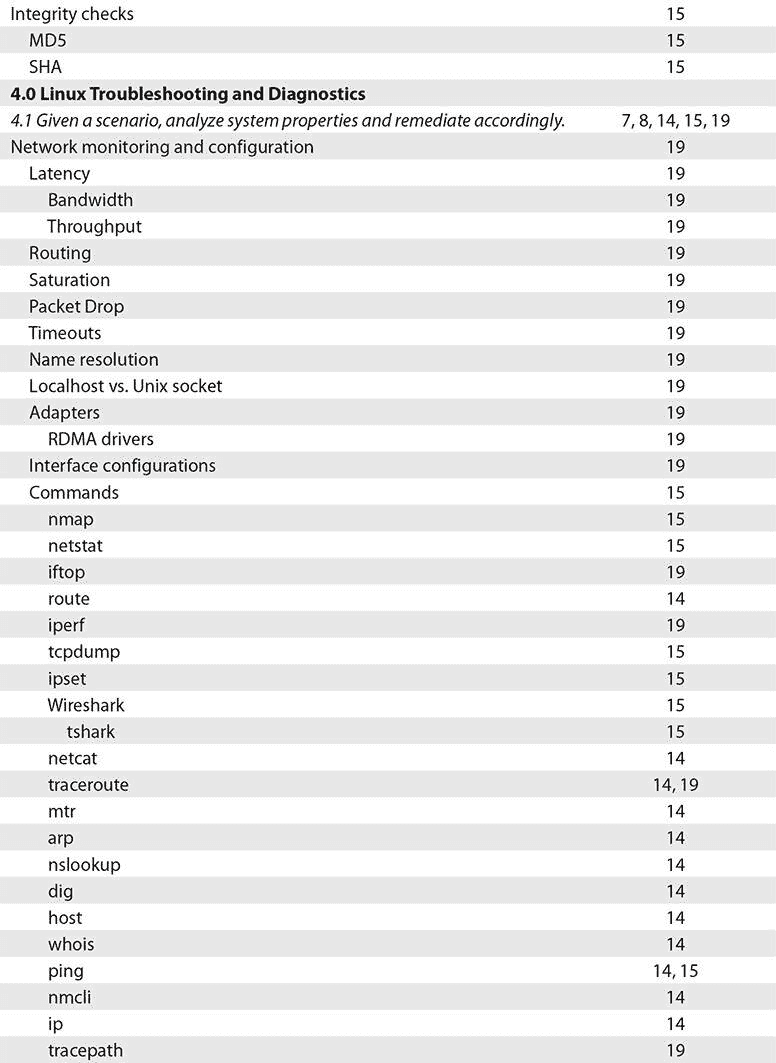 Integrity checks 15
MD5 15
SHA 15
4.0 Linux Troubleshooting and Diagnostics
4.1 Given a scenario, analyze system properties and remediate accordingly. 7, 8, 14, 15, 19
Network monitoring and configuration 19
Latency 19
Bandwidth 19
Throughput 19
Routing 19
Saturation 19
Packet Drop 19
Timeouts 19
Name resolution 19
Localhost vs. Unix socket 19
Adapters 19
RDMA drivers 19
Interface configurations 19
Commands 15
nmap 15
netstat 15
iftop 19
route 14
iperf 19
tcpdump 15
ipset 15
Wireshark 15
tshark 15
netcat 14
traceroute 14, 19
mtr 14
arp 14
nslookup 14
dig 14
host 14
whois 14
ping 14, 15
nmcli 14
ip 14
tracepath 19